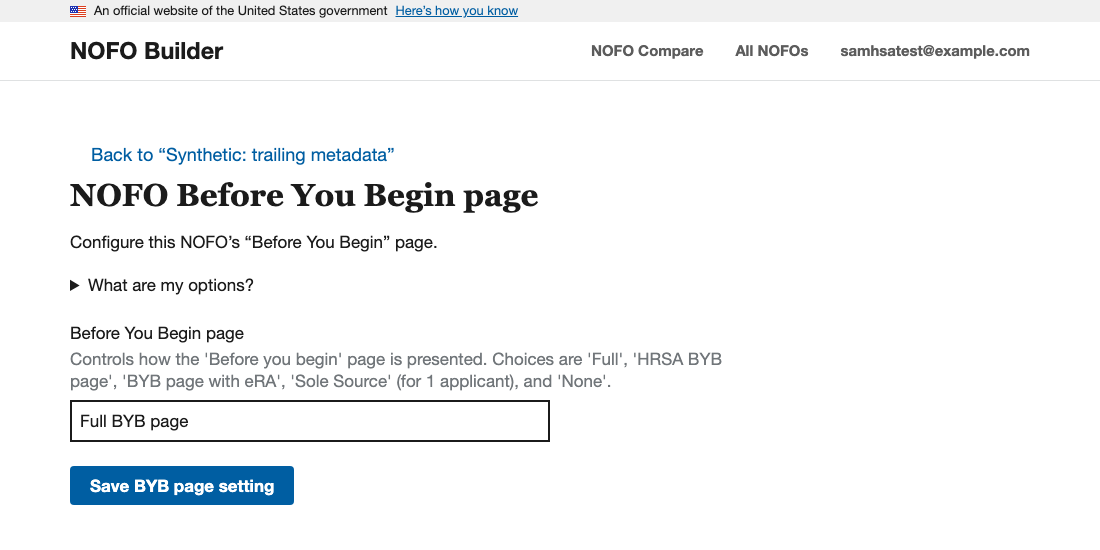 An official website of the United States government Here's how you know
NOFO Builder
NOFO Compare All NOFOs samhsatest@example.com
Back to “Synthetic: trailing metadata”
NOFO Before You Begin page
Configure this NOFO’s “Before You Begin” page.
What are my options?
Before You Begin page
Controls how the 'Before you begin' page is presented. Choices are 'Full', 'HRSA BYB
page', 'BYB page with eRA', 'Sole Source' (for 1 applicant), and 'None'.
Full BYB page
Save BYB page setting